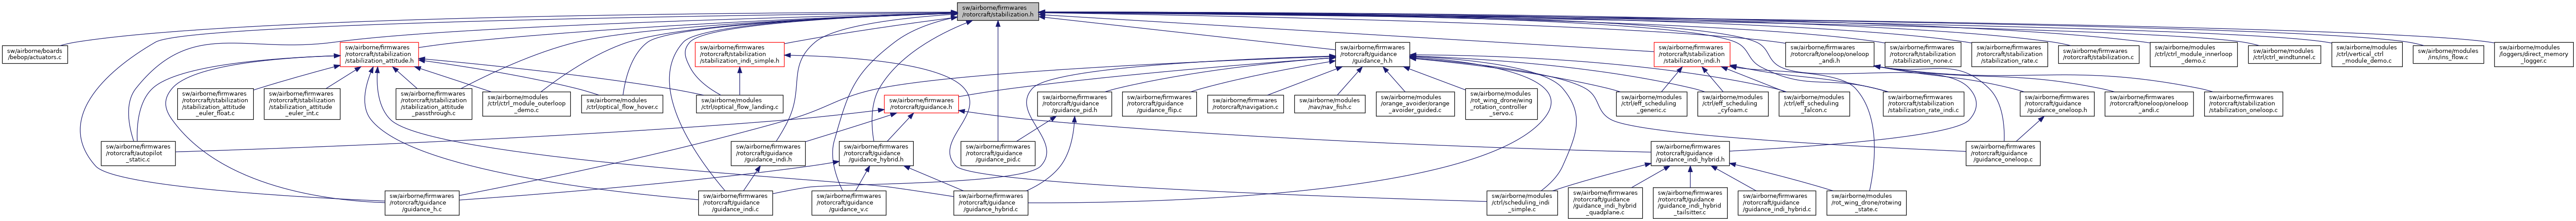 sw/airborne/firmwares
/rotorcraft/stabilization.h
sw/airborne/boards
/bebop/actuators.c
sw/airborne/firmwares
/rotorcraft/stabilization
/stabilization_attitude.h
sw/airborne/firmwares
/rotorcraft/stabilization
/stabilization_indi_simple.h
sw/airborne/firmwares
/rotorcraft/guidance
/guidance_h.h
sw/airborne/firmwares
/rotorcraft/stabilization
/stabilization_indi.h
sw/airborne/firmwares
/rotorcraft/oneloop/oneloop
_andi.h
sw/airborne/firmwares
/rotorcraft/stabilization
/stabilization_none.c
sw/airborne/firmwares
/rotorcraft/stabilization
/stabilization_rate.c
sw/airborne/firmwares
/rotorcraft/stabilization.c
sw/airborne/modules
/ctrl/ctrl_module_innerloop
_demo.c
sw/airborne/modules
/ctrl/ctrl_windtunnel.c
sw/airborne/modules
/ctrl/vertical_ctrl
_module_demo.c
sw/airborne/modules
/ins/ins_flow.c
sw/airborne/modules
/loggers/direct_memory
_logger.c
sw/airborne/firmwares
/rotorcraft/stabilization
/stabilization_attitude
_euler_float.c
sw/airborne/firmwares
/rotorcraft/stabilization
/stabilization_attitude
_euler_int.c
sw/airborne/firmwares
/rotorcraft/stabilization
/stabilization_attitude
_passthrough.c
sw/airborne/modules
/ctrl/ctrl_module_outerloop
_demo.c
sw/airborne/modules
/ctrl/optical_flow_hover.c
sw/airborne/modules
/ctrl/optical_flow_landing.c
sw/airborne/firmwares
/rotorcraft/guidance.h
sw/airborne/firmwares
/rotorcraft/guidance
/guidance_pid.h
sw/airborne/firmwares
/rotorcraft/guidance
/guidance_flip.c
sw/airborne/firmwares
/rotorcraft/navigation.c
sw/airborne/modules
/nav/nav_fish.c
sw/airborne/modules
/orange_avoider/orange
_avoider_guided.c
sw/airborne/modules
/rot_wing_drone/wing
_rotation_controller
_servo.c
sw/airborne/modules
/ctrl/eff_scheduling
_generic.c
sw/airborne/modules
/ctrl/eff_scheduling
_cyfoam.c
sw/airborne/modules
/ctrl/eff_scheduling
_falcon.c
sw/airborne/firmwares
/rotorcraft/stabilization
/stabilization_rate_indi.c
sw/airborne/firmwares
/rotorcraft/guidance
/guidance_oneloop.h
sw/airborne/firmwares
/rotorcraft/oneloop/oneloop
_andi.c
sw/airborne/firmwares
/rotorcraft/stabilization
/stabilization_oneloop.c
sw/airborne/firmwares
/rotorcraft/autopilot
_static.c
sw/airborne/firmwares
/rotorcraft/guidance
/guidance_indi.h
sw/airborne/firmwares
/rotorcraft/guidance
/guidance_hybrid.h
sw/airborne/firmwares
/rotorcraft/guidance
/guidance_pid.c
sw/airborne/firmwares
/rotorcraft/guidance
/guidance_indi_hybrid.h
sw/airborne/firmwares
/rotorcraft/guidance
/guidance_oneloop.c
sw/airborne/firmwares
/rotorcraft/guidance
/guidance_h.c
sw/airborne/firmwares
/rotorcraft/guidance
/guidance_indi.c
sw/airborne/firmwares
/rotorcraft/guidance
/guidance_v.c
sw/airborne/firmwares
/rotorcraft/guidance
/guidance_hybrid.c
sw/airborne/modules
/ctrl/scheduling_indi
_simple.c
sw/airborne/firmwares
/rotorcraft/guidance
/guidance_indi_hybrid
_quadplane.c
sw/airborne/firmwares
/rotorcraft/guidance
/guidance_indi_hybrid
_tailsitter.c
sw/airborne/firmwares
/rotorcraft/guidance
/guidance_indi_hybrid.c
sw/airborne/modules
/rot_wing_drone/rotwing
_state.c